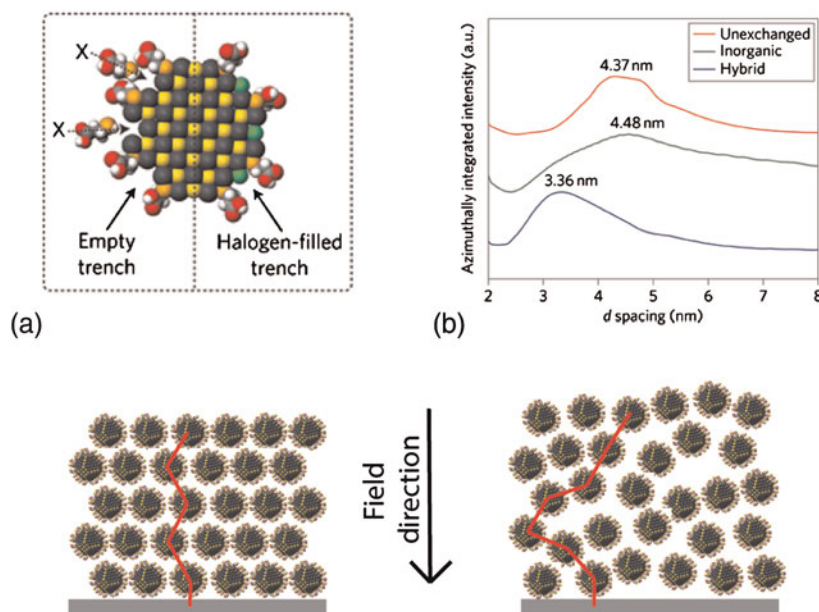 X
X
Empty
trench
Halogen-filled
trench
(a)
Azimuthally integrated intensity (a.u.)
Unexchanged
Inorganic
Hybrid
4.37 nm
4.48 nm
3.36 nm
2 3 4 5 6 7 8
d spacing (nm)
(b)
Field
direction